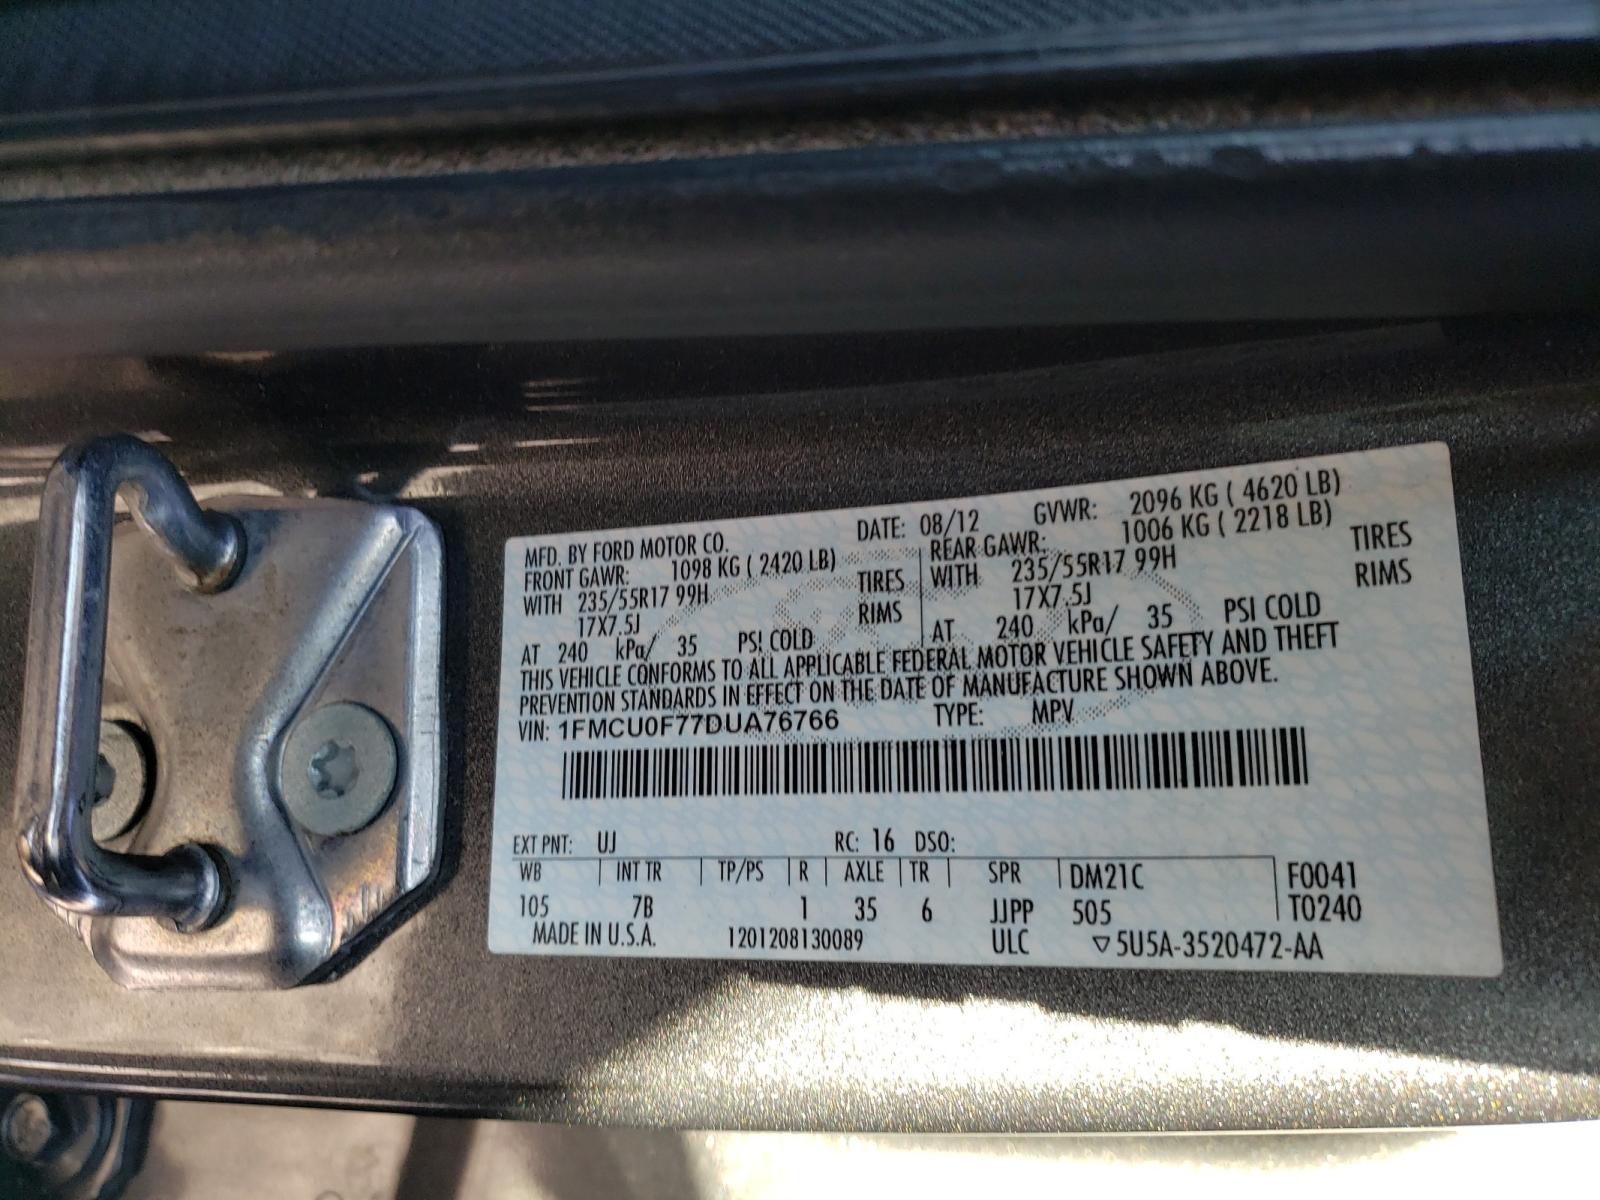 MFD. BY FORD MOTOR CO. DATE: 08/12 GVWR: 2096 KG ( 4620 LB)
FRONT GAWR: 1098 KG ( 2420 LB) REAR GAWR: 1006 KG ( 2218 LB)
WITH 235/55R17 99H TIRES WITH 235/55R17 99H TIRES
17X7.5J RIMS 17X7.5J RIMS
AT 240 kPa/ 35 PSI COLD AT 240 kPa/ 35 PSI COLD
THIS VEHICLE CONFORMS TO ALL APPLICABLE FEDERAL MOTOR VEHICLE SAFETY AND THEFT
PREVENTION STANDARDS IN EFFECT ON THE DATE OF MANUFACTURE SHOWN ABOVE.
VIN: 1FMCU0F77DUA76766 TYPE: MPV
EXT PNT: UJ RC: 16 DSO:
WB INT TR TP/PS R AXLE TR SPR DM21C F0041
105 7B 1 35 6 JJPP 505 T0240
MADE IN U.S.A. 1201208130089 ULC ▽5U5A-3520472-AA